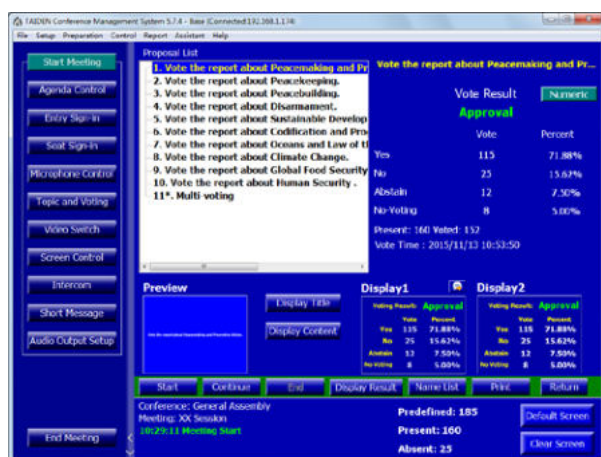 TAIDEN Conference Management System 5.7.4 - Base (Connected:192.168.1.134)
File Setup Preparation Control Report Assistant Help
Start Meeting
Agenda Control
Entry Sign-in
Seat Sign-in
Microphone Control
Topic and Voting
Video Switch
Screen Control
Intercom
Short Message
Audio Output Setup
End Meeting
Proposal List
1. Vote the report about Peacemaking and Pr
2. Vote the report about Peacekeeping.
3. Vote the report about Peacebuilding.
4. Vote the report about Disarmament.
5. Vote the report about Sustainable Develop
6. Vote the report about Codification and Pro
7. Vote the report about Oceans and Law of t
8. Vote the report about Climate Change.
9. Vote the report about Global Food Security
10. Vote the report about Human Security .
11*. Multi-voting
Vote the report about Peacemaking and Pr...
Vote Result Numeric
Approval
Vote Percent
Yes 115 71.88%
No 25 15.62%
Abstain 12 7.50%
No-Voting 8 5.00%
Present: 160 Voted: 152
Vote Time : 2015/11/13 10:53:50
Preview
Display Title
Display Content
Display1
Voting Result: Approval
Vote Percent
Yes 115 71.88%
No 25 15.62%
Abstain 12 7.50%
No-Voting 8 5.00%
Display2
Voting Result: Approval
Vote Percent
Yes 115 71.88%
No 25 15.62%
Abstain 12 7.50%
No-Voting 8 5.00%
Start Continue End Display Result Name List Print Return
Conference: General Assembly
Meeting: XX Session
10:29:11 Meeting Start
Predefined: 185
Present: 160
Absent: 25
Default Screen
Clear Screen